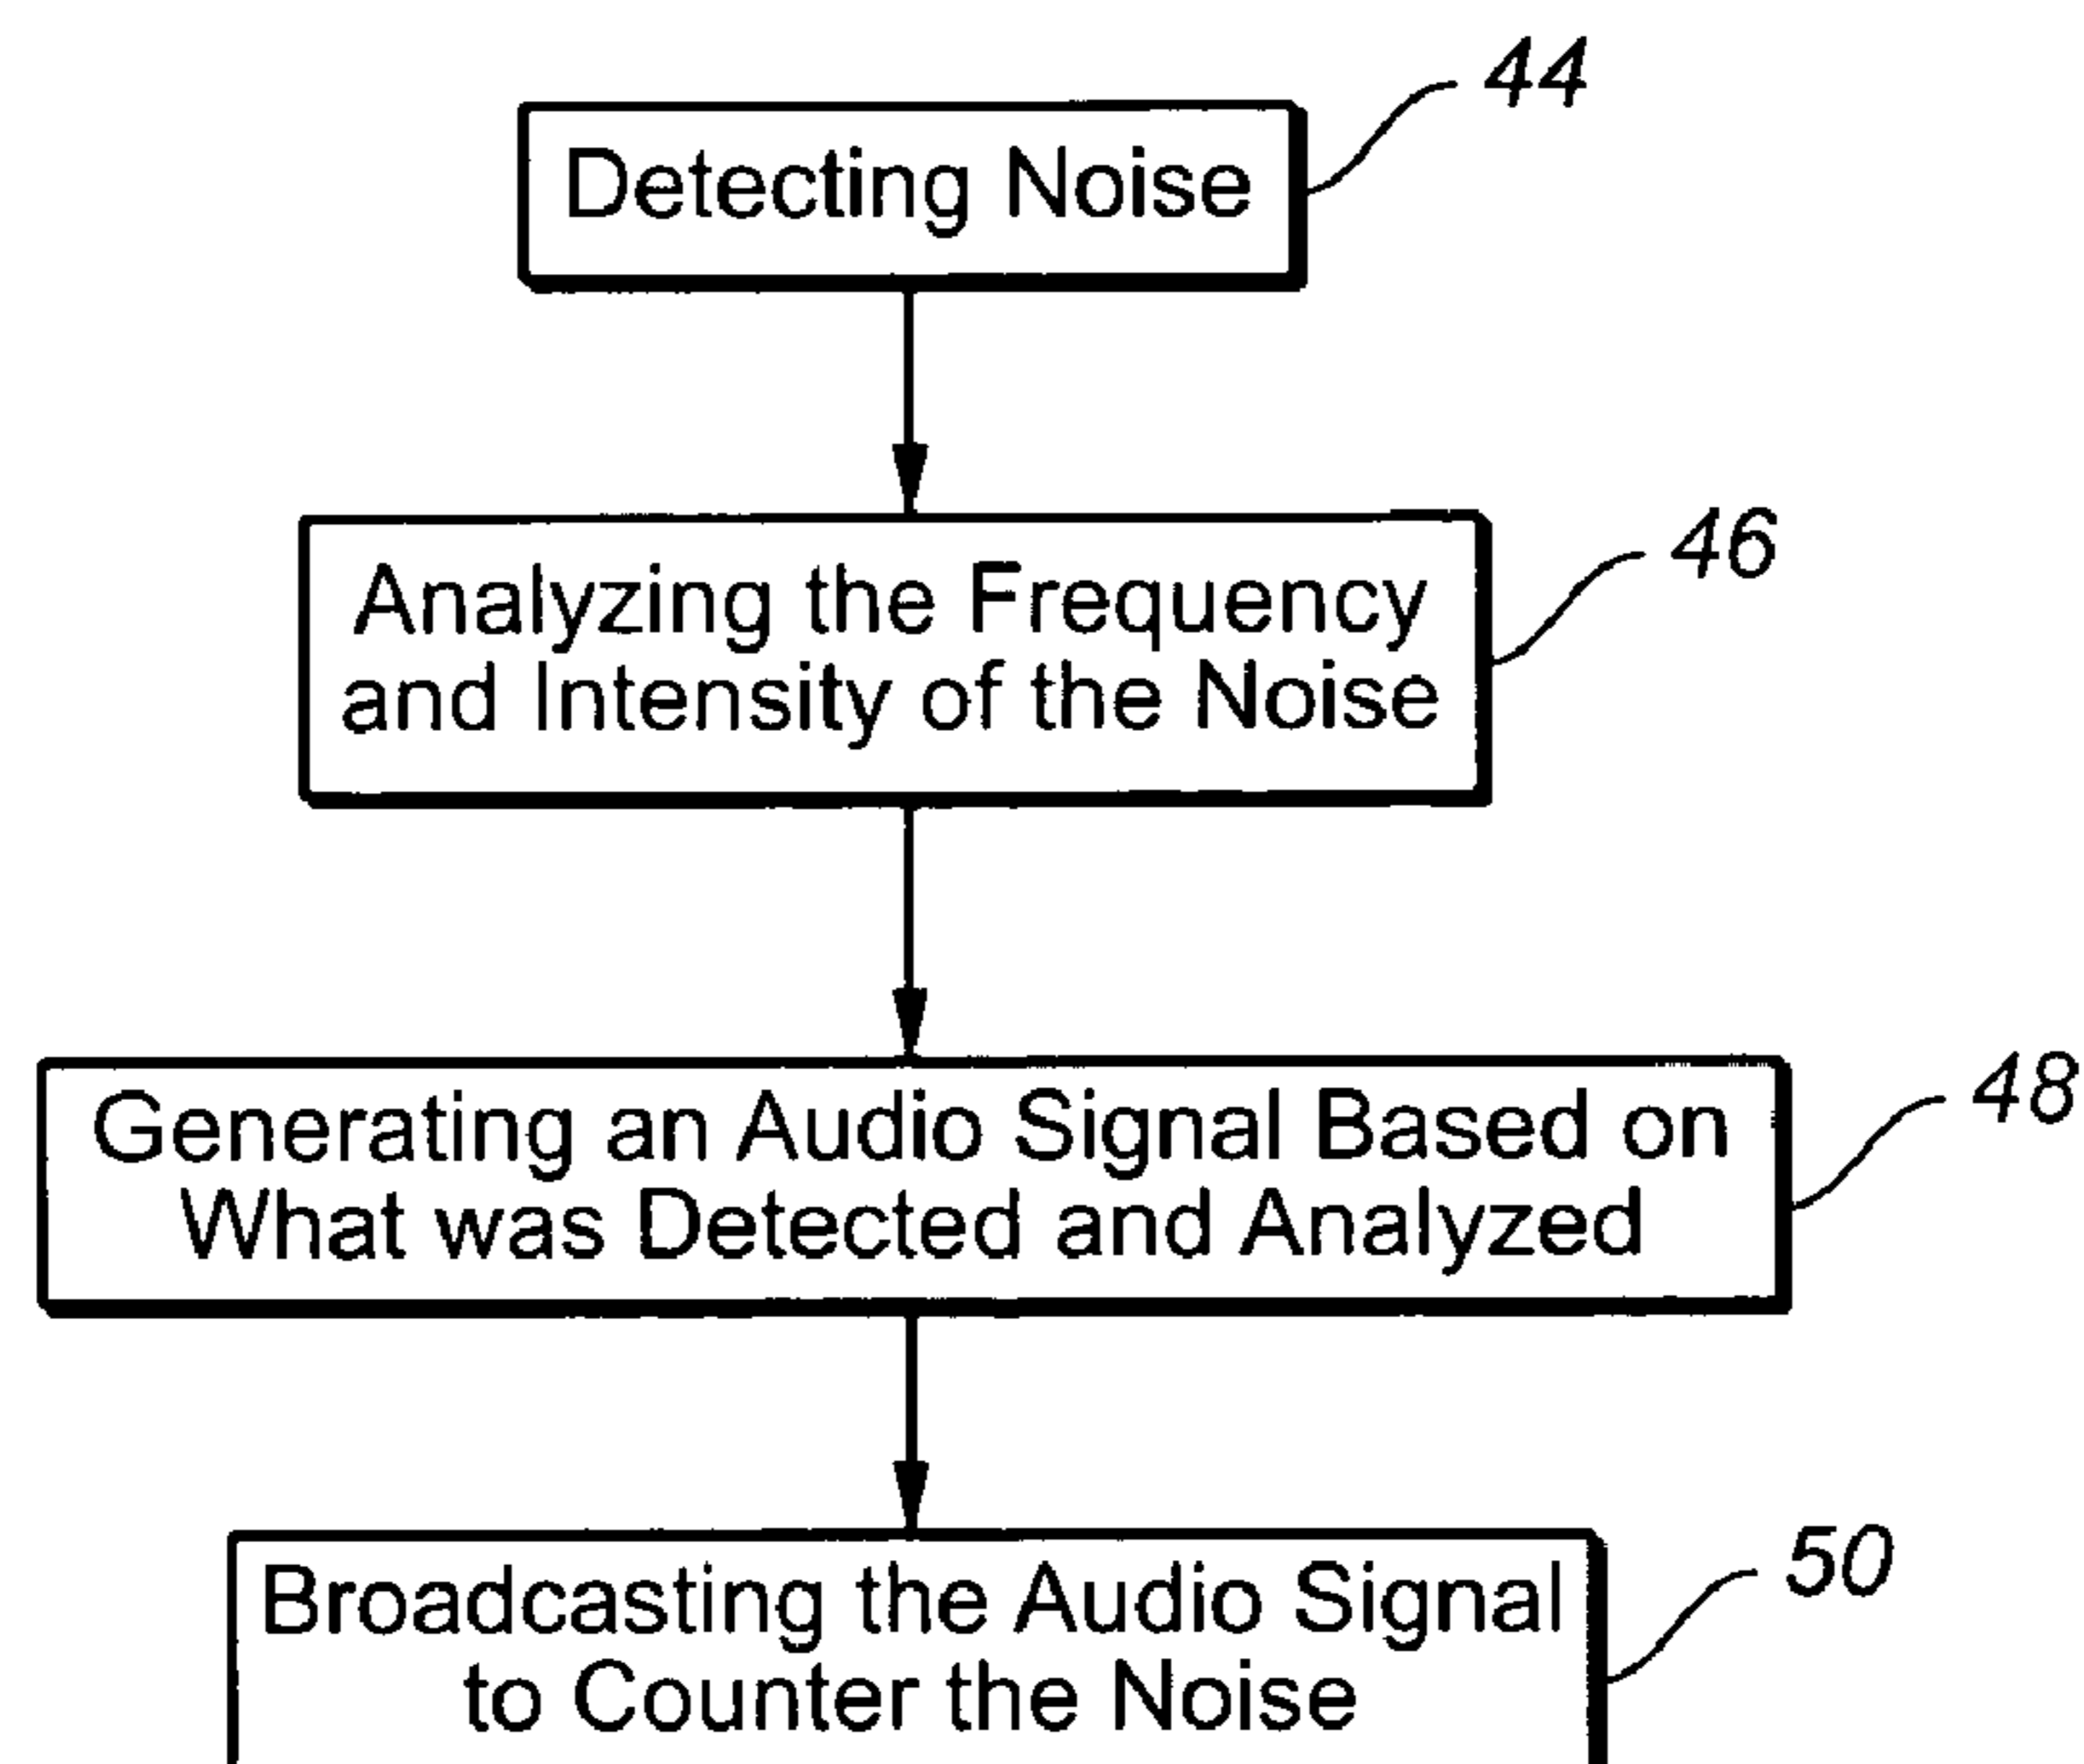 44
Detecting Noise
46
Analyzing the Frequency
and Intensity of the Noise
48
Generating an Audio Signal Based on
What was Detected and Analyzed
50
Broadcasting the Audio Signal
to Counter the Noise